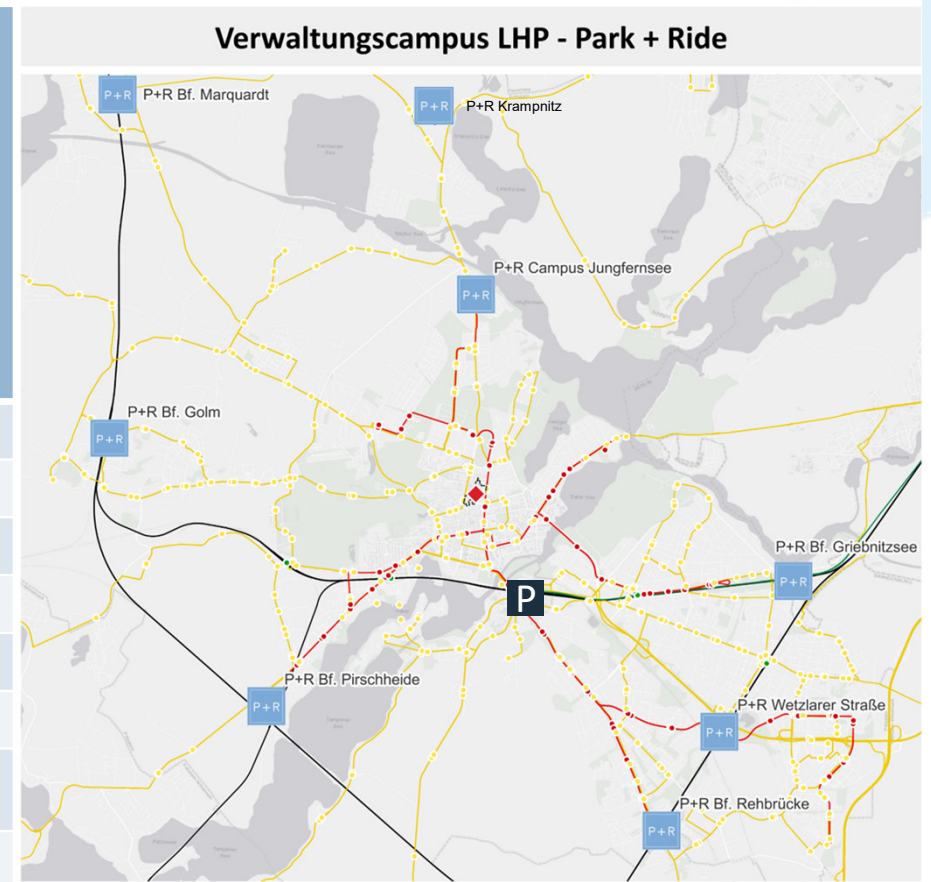 Verwaltungscampus LHP - Park + Ride
P+R
P+R Bf. Marquardt
P+R
P+R Krampnitz
P+R Campus Jungfernsee
P+R
P+R Bf. Golm
P+R
P+R Bf. Griebnitzsee
P+R
P
P+R Bf. Pirschheide
P+R
P+R Wetzlarer Straße
P+R
P+R Bf. Rehbrücke
P+R